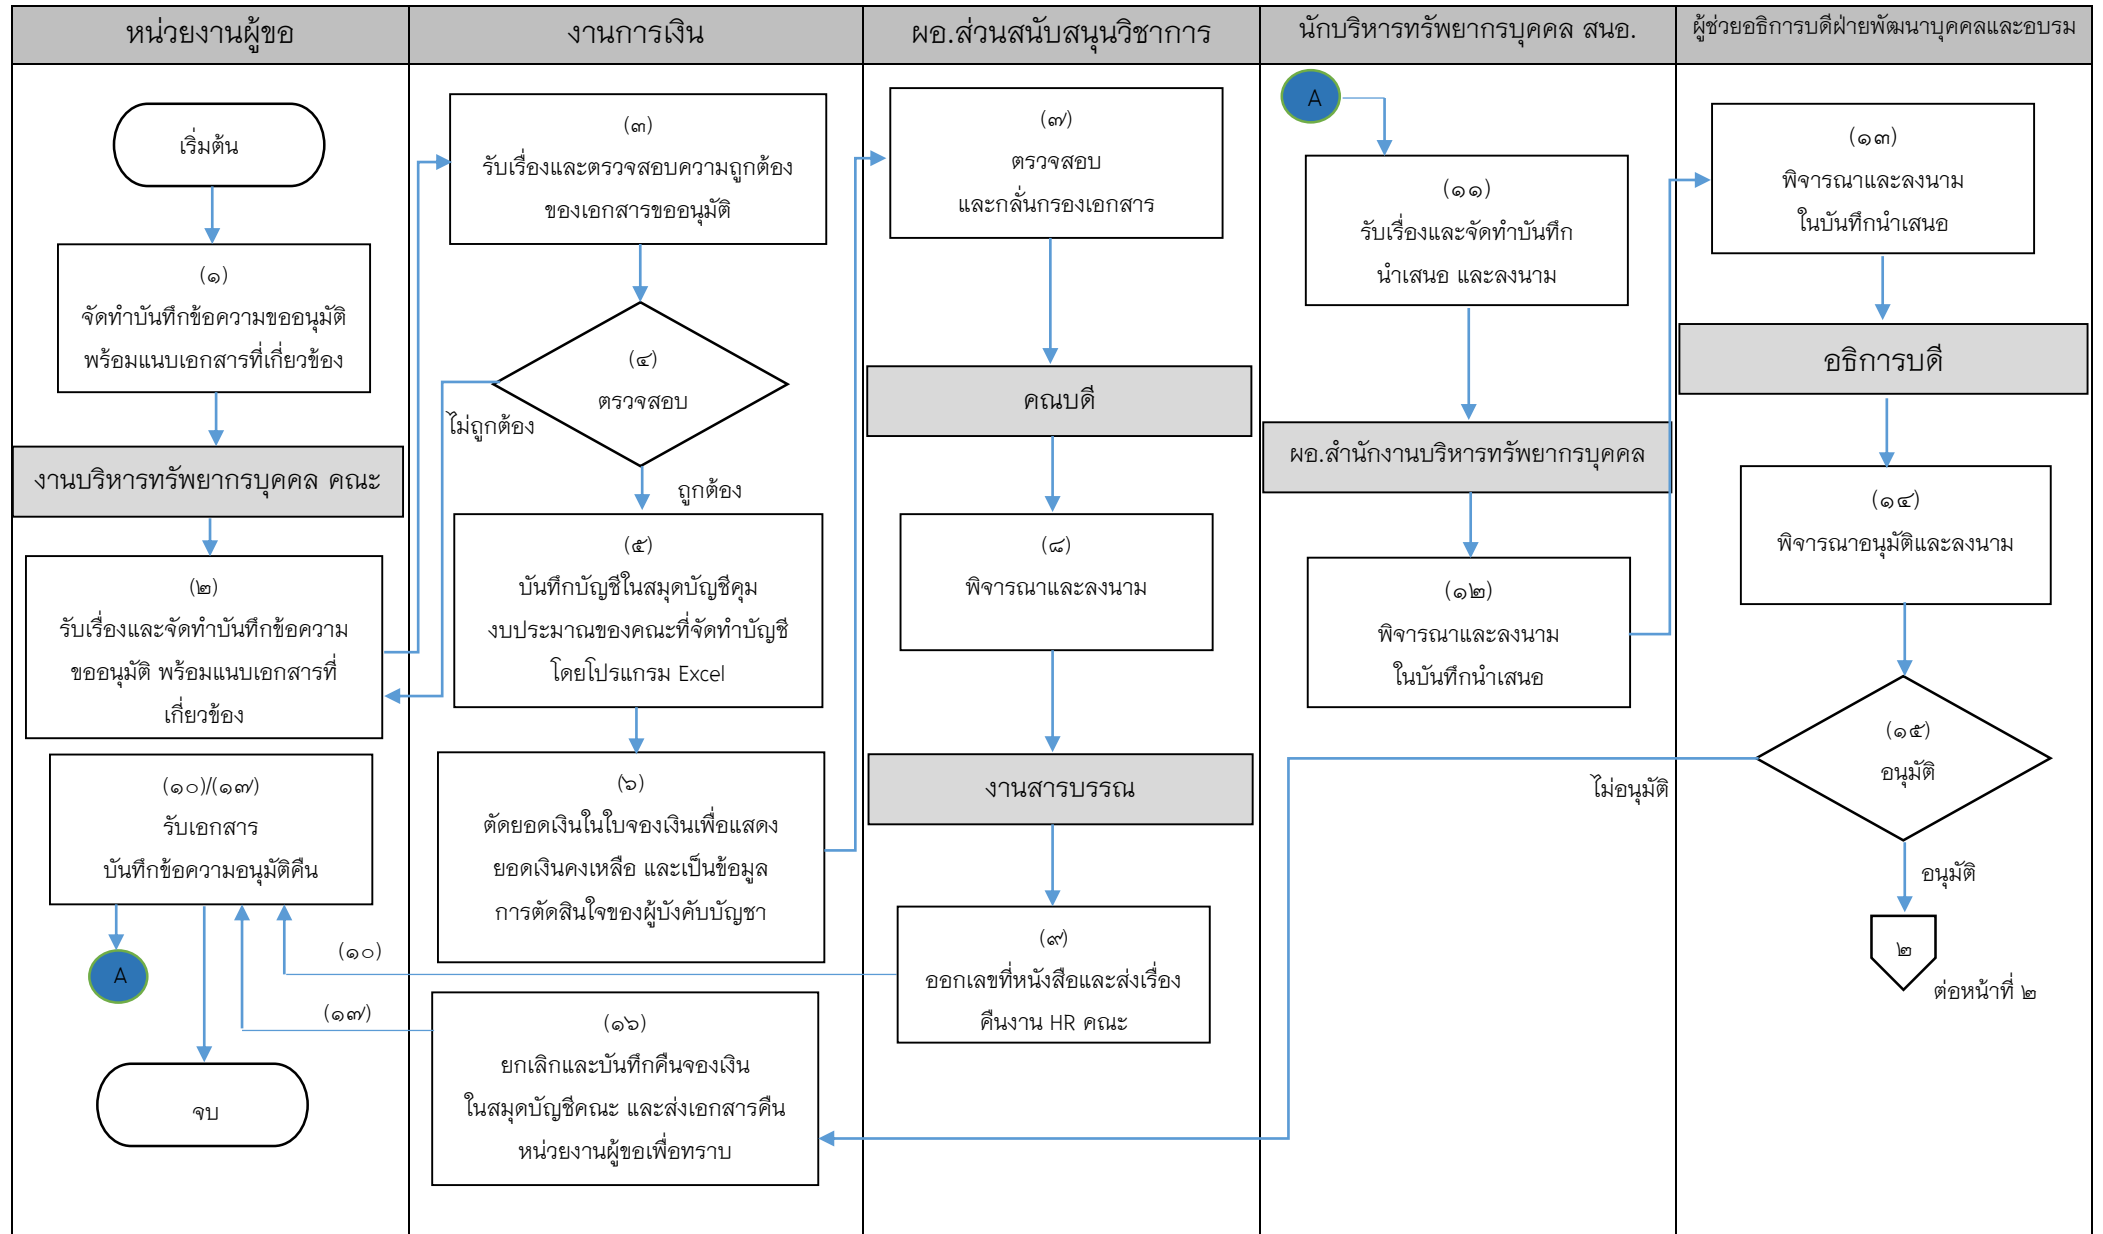 หน่วยงานผู้ขอ
เริ่มต้น
(๑)
จัดทำบันทึกข้อความขออนุมัติ
พร้อมแนบเอกสารที่เกี่ยวข้อง
งานบริหารทรัพยากรบุคคล คณะ
(๒)
รับเรื่องและจัดทำบันทึกข้อความ
ขออนุมัติ พร้อมแนบเอกสารที่
เกี่ยวข้อง
(๑๐)/(๑๗)
รับเอกสาร
บันทึกข้อความอนุมัติคืน
A
(๑๐)
(๑๗)
จบ
งานการเงิน
(๓)
รับเรื่องและตรวจสอบความถูกต้อง
ของเอกสารขออนุมัติ
(๔)
ตรวจสอบ
ไม่ถูกต้อง
ถูกต้อง
(๕)
บันทึกบัญชีในสมุดบัญชีคุม
งบประมาณของคณะที่จัดทำบัญชี
โดยโปรแกรม Excel
(๖)
ตัดยอดเงินในใบจองเงินเพื่อแสดง
ยอดเงินคงเหลือ และเป็นข้อมูล
การตัดสินใจของผู้บังคับบัญชา
(๑๖)
ยกเลิกและบันทึกคืนจองเงิน
ในสมุดบัญชีคณะ และส่งเอกสารคืน
หน่วยงานผู้ขอเพื่อทราบ
ผอ.ส่วนสนับสนุนวิชาการ
(๗)
ตรวจสอบ
และกลั่นกรองเอกสาร
คณบดี
(๘)
พิจารณาและลงนาม
งานสารบรรณ
(๙)
ออกเลขที่หนังสือและส่งเรื่อง
คืนงาน HR คณะ
นักบริหารทรัพยากรบุคคล สนอ.
A
(๑๑)
รับเรื่องและจัดทำบันทึก
นำเสนอ และลงนาม
ผอ.สำนักงานบริหารทรัพยากรบุคคล
(๑๒)
พิจารณาและลงนาม
ในบันทึกนำเสนอ
ไม่อนุมัติ
ผู้ช่วยอธิการบดีฝ่ายพัฒนาบุคคลและอบรม
(๑๓)
พิจารณาและลงนาม
ในบันทึกนำเสนอ
อธิการบดี
(๑๔)
พิจารณาอนุมัติและลงนาม
(๑๕)
อนุมัติ
อนุมัติ
๒
ต่อหน้าที่ ๒